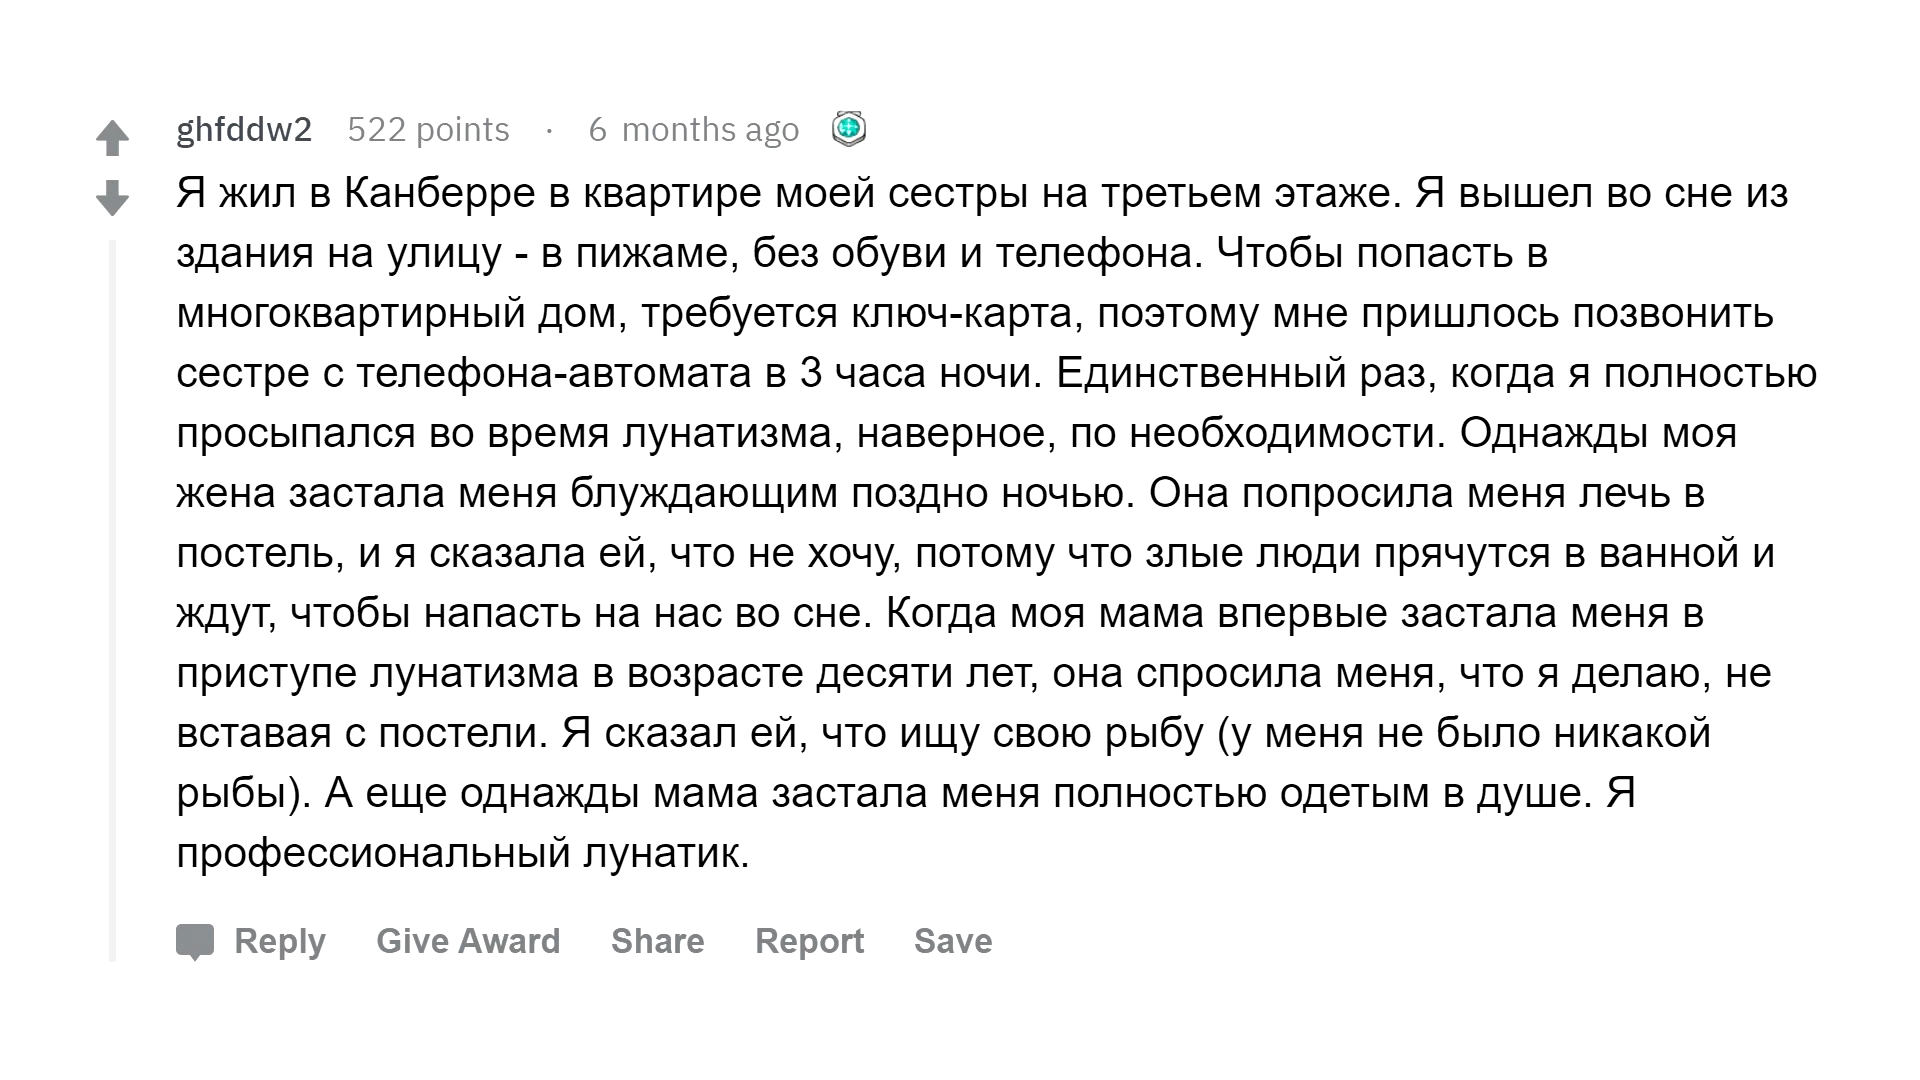 ghfddw2 522 points · 6 months ago
Я жил в Канберре в квартире моей сестры на третьем этаже. Я вышел во сне из
здания на улицу - в пижаме, без обуви и телефона. Чтобы попасть в
многоквартирный дом, требуется ключ-карта, поэтому мне пришлось позвонить
сестре с телефона-автомата в 3 часа ночи. Единственный раз, когда я полностью
просыпался во время лунатизма, наверное, по необходимости. Однажды моя
жена застала меня блуждающим поздно ночью. Она попросила меня лечь в
постель, и я сказала ей, что не хочу, потому что злые люди прячутся в ванной и
ждут, чтобы напасть на нас во сне. Когда моя мама впервые застала меня в
приступе лунатизма в возрасте десяти лет, она спросила меня, что я делаю, не
вставая с постели. Я сказал ей, что ищу свою рыбу (у меня не было никакой
рыбы). А еще однажды мама застала меня полностью одетым в душе. Я
профессиональный лунатик.
Reply Give Award Share Report Save